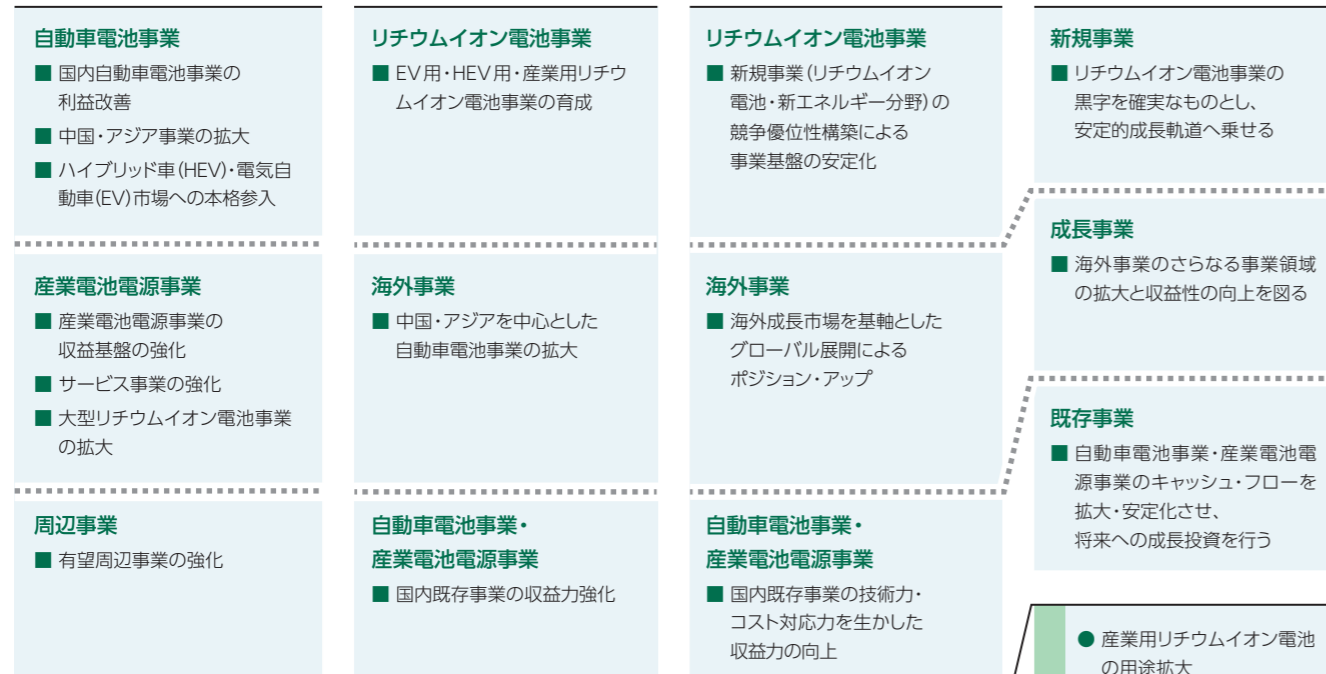 自動車電池事業
■ 国内自動車電池事業の
利益改善
■ 中国・アジア事業の拡大
■ ハイブリッド車(HEV)・電気自
動車(EV)市場への本格参入
産業電池電源事業
■ 産業電池電源事業の
収益基盤の強化
■ サービス事業の強化
■ 大型リチウムイオン電池事業
の拡大
周辺事業
■ 有望周辺事業の強化
リチウムイオン電池事業
■ EV用・HEV用・産業用リチウ
ムイオン電池事業の育成
海外事業
■ 中国・アジアを中心とした
自動車電池事業の拡大
自動車電池事業・
産業電池電源事業
■ 国内既存事業の収益力強化
リチウムイオン電池事業
■ 新規事業(リチウムイオン
電池・新エネルギー分野)の
競争優位性構築による
事業基盤の安定化
海外事業
■ 海外成長市場を基軸とした
グローバル展開による
ポジション・アップ
自動車電池事業・
産業電池電源事業
■ 国内既存事業の技術力・
コスト対応力を生かした
収益力の向上
新規事業
■ リチウムイオン電池事業の
黒字を確実なものとし、
安定的成長軌道へ乗せる
成長事業
■ 海外事業のさらなる事業領域
の拡大と収益性の向上を図る
既存事業
■ 自動車電池事業・産業電池電
源事業のキャッシュ・フローを
拡大・安定化させ、
将来への成長投資を行う
● 産業用リチウムイオン電池
の用途拡大